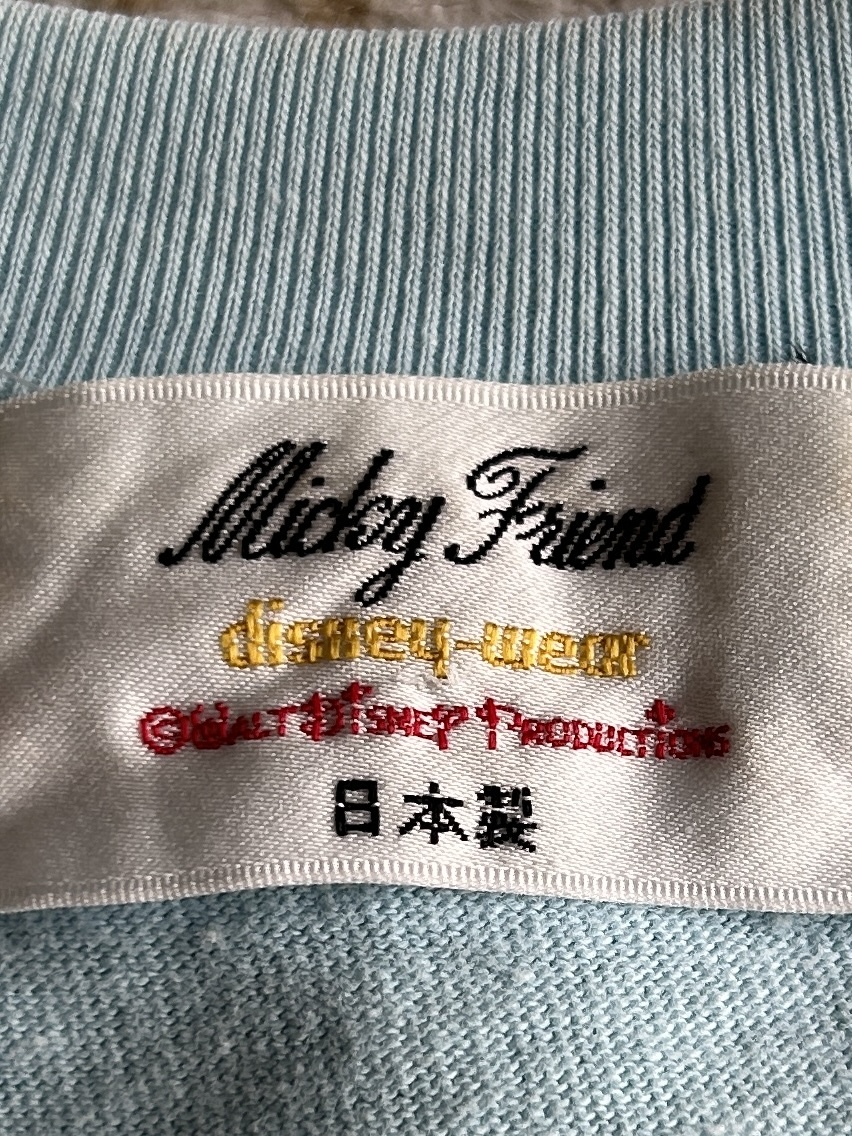 Micky Friend
disney-wear
©WALT DISNEY PRODUCTIONS
日本製